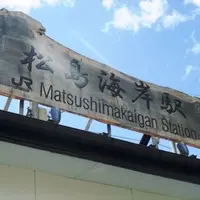 松島海岸駅
JR Matsushimakaigan Station